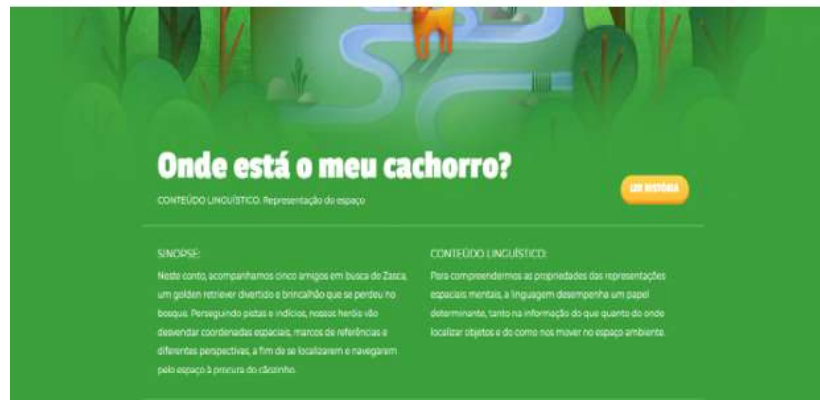 Onde está o meu cachorro?
LER HISTÓRIA
CONTEÚDO LINGUÍSTICO: Representação do espaço
SINOPSE:
Neste conto, acompanhamos cinco amigos em busca de Zasca,
um golden retriever divertido e brincalhão que se perdeu no
bosque. Perseguindo pistas e indícios, nossos heróis vão
desvendar coordenadas espaciais, marcos de referências e
diferentes perspectivas, a fim de se localizarem e navegarem
pelo espaço à procura do cãozinho.
CONTEÚDO LINGUÍSTICO:
Para compreendermos as propriedades das representações
espaciais mentais, a linguagem desempenha um papel
determinante, tanto na informação do que quanto do onde
localizar objetos e do como nos mover no espaço ambiente.